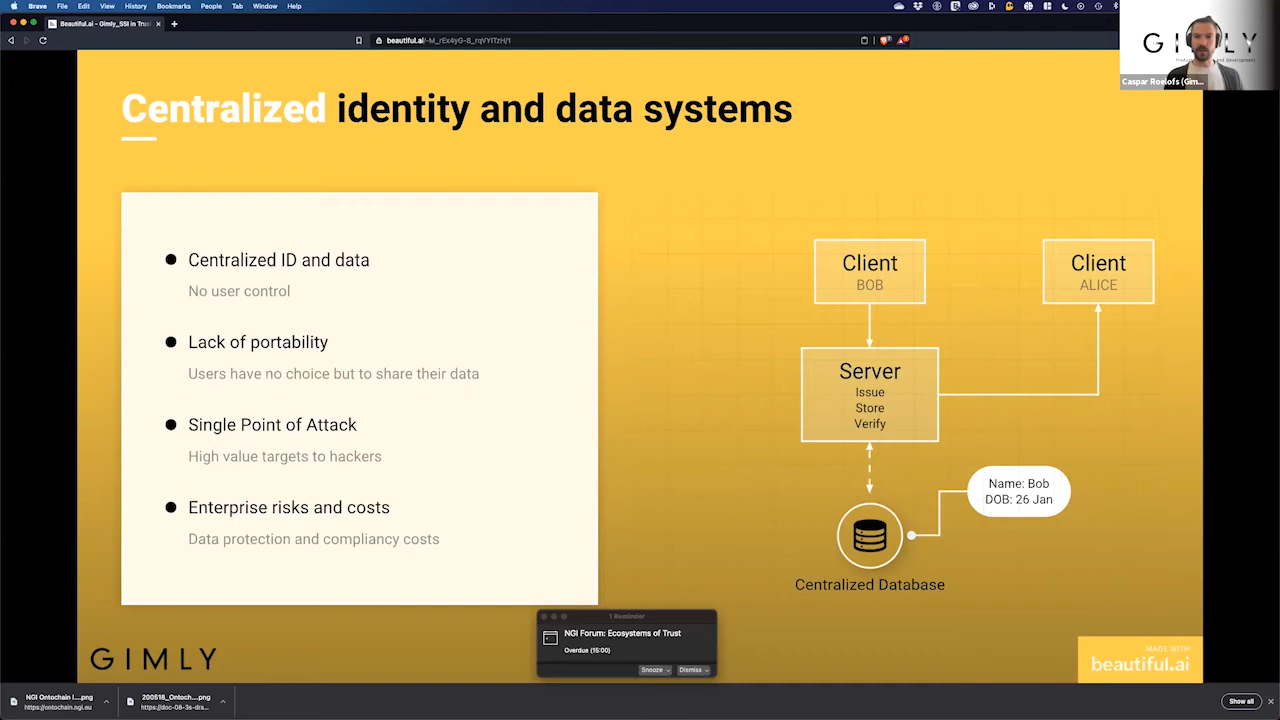 Brave File Edit View History Bookmarks People Tab Window Help
Beautiful.ai - Gimly_SSI in Trus
beautiful.ai/-M_rEx4yG-8_rqVYITzH/1
GIMLY
Caspar Roelofs (Gim...
Centralized identity and data systems
Centralized ID and data
No user control
Lack of portability
Users have no choice but to share their data
Single Point of Attack
High value targets to hackers
Enterprise risks and costs
Data protection and compliancy costs
Client
BOB
Client
ALICE
Server
Issue
Store
Verify
Name: Bob
DOB: 26 Jan
Centralized Database
1 Reminder
NGI Forum: Ecosystems of Trust
Overdue (15:00)
Snooze
Dismiss
GIMLY
MADE WITH
beautiful.ai
NGI Ontochain l....png
https://ontochain.ngi.eu
200518_Ontoch....png
https://doc-08-3s-dra...
Show all